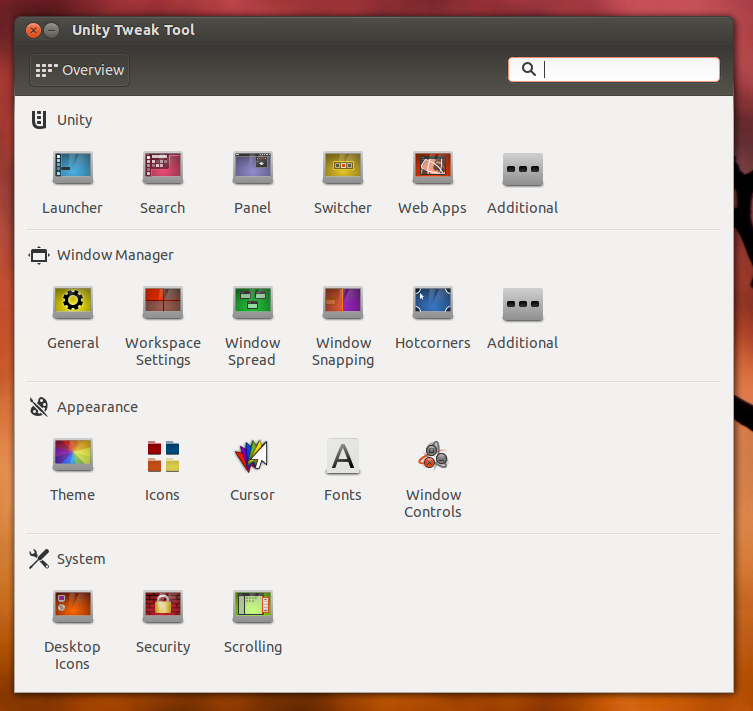 Unity Tweak Tool
Overview
Unity
Launcher Search Panel Switcher Web Apps Additional
Window Manager
General Workspace Window Window Hotcorners Additional
Settings Spread Snapping
Appearance
Theme Icons Cursor Fonts Window
Controls
System
Desktop Security Scrolling
Icons